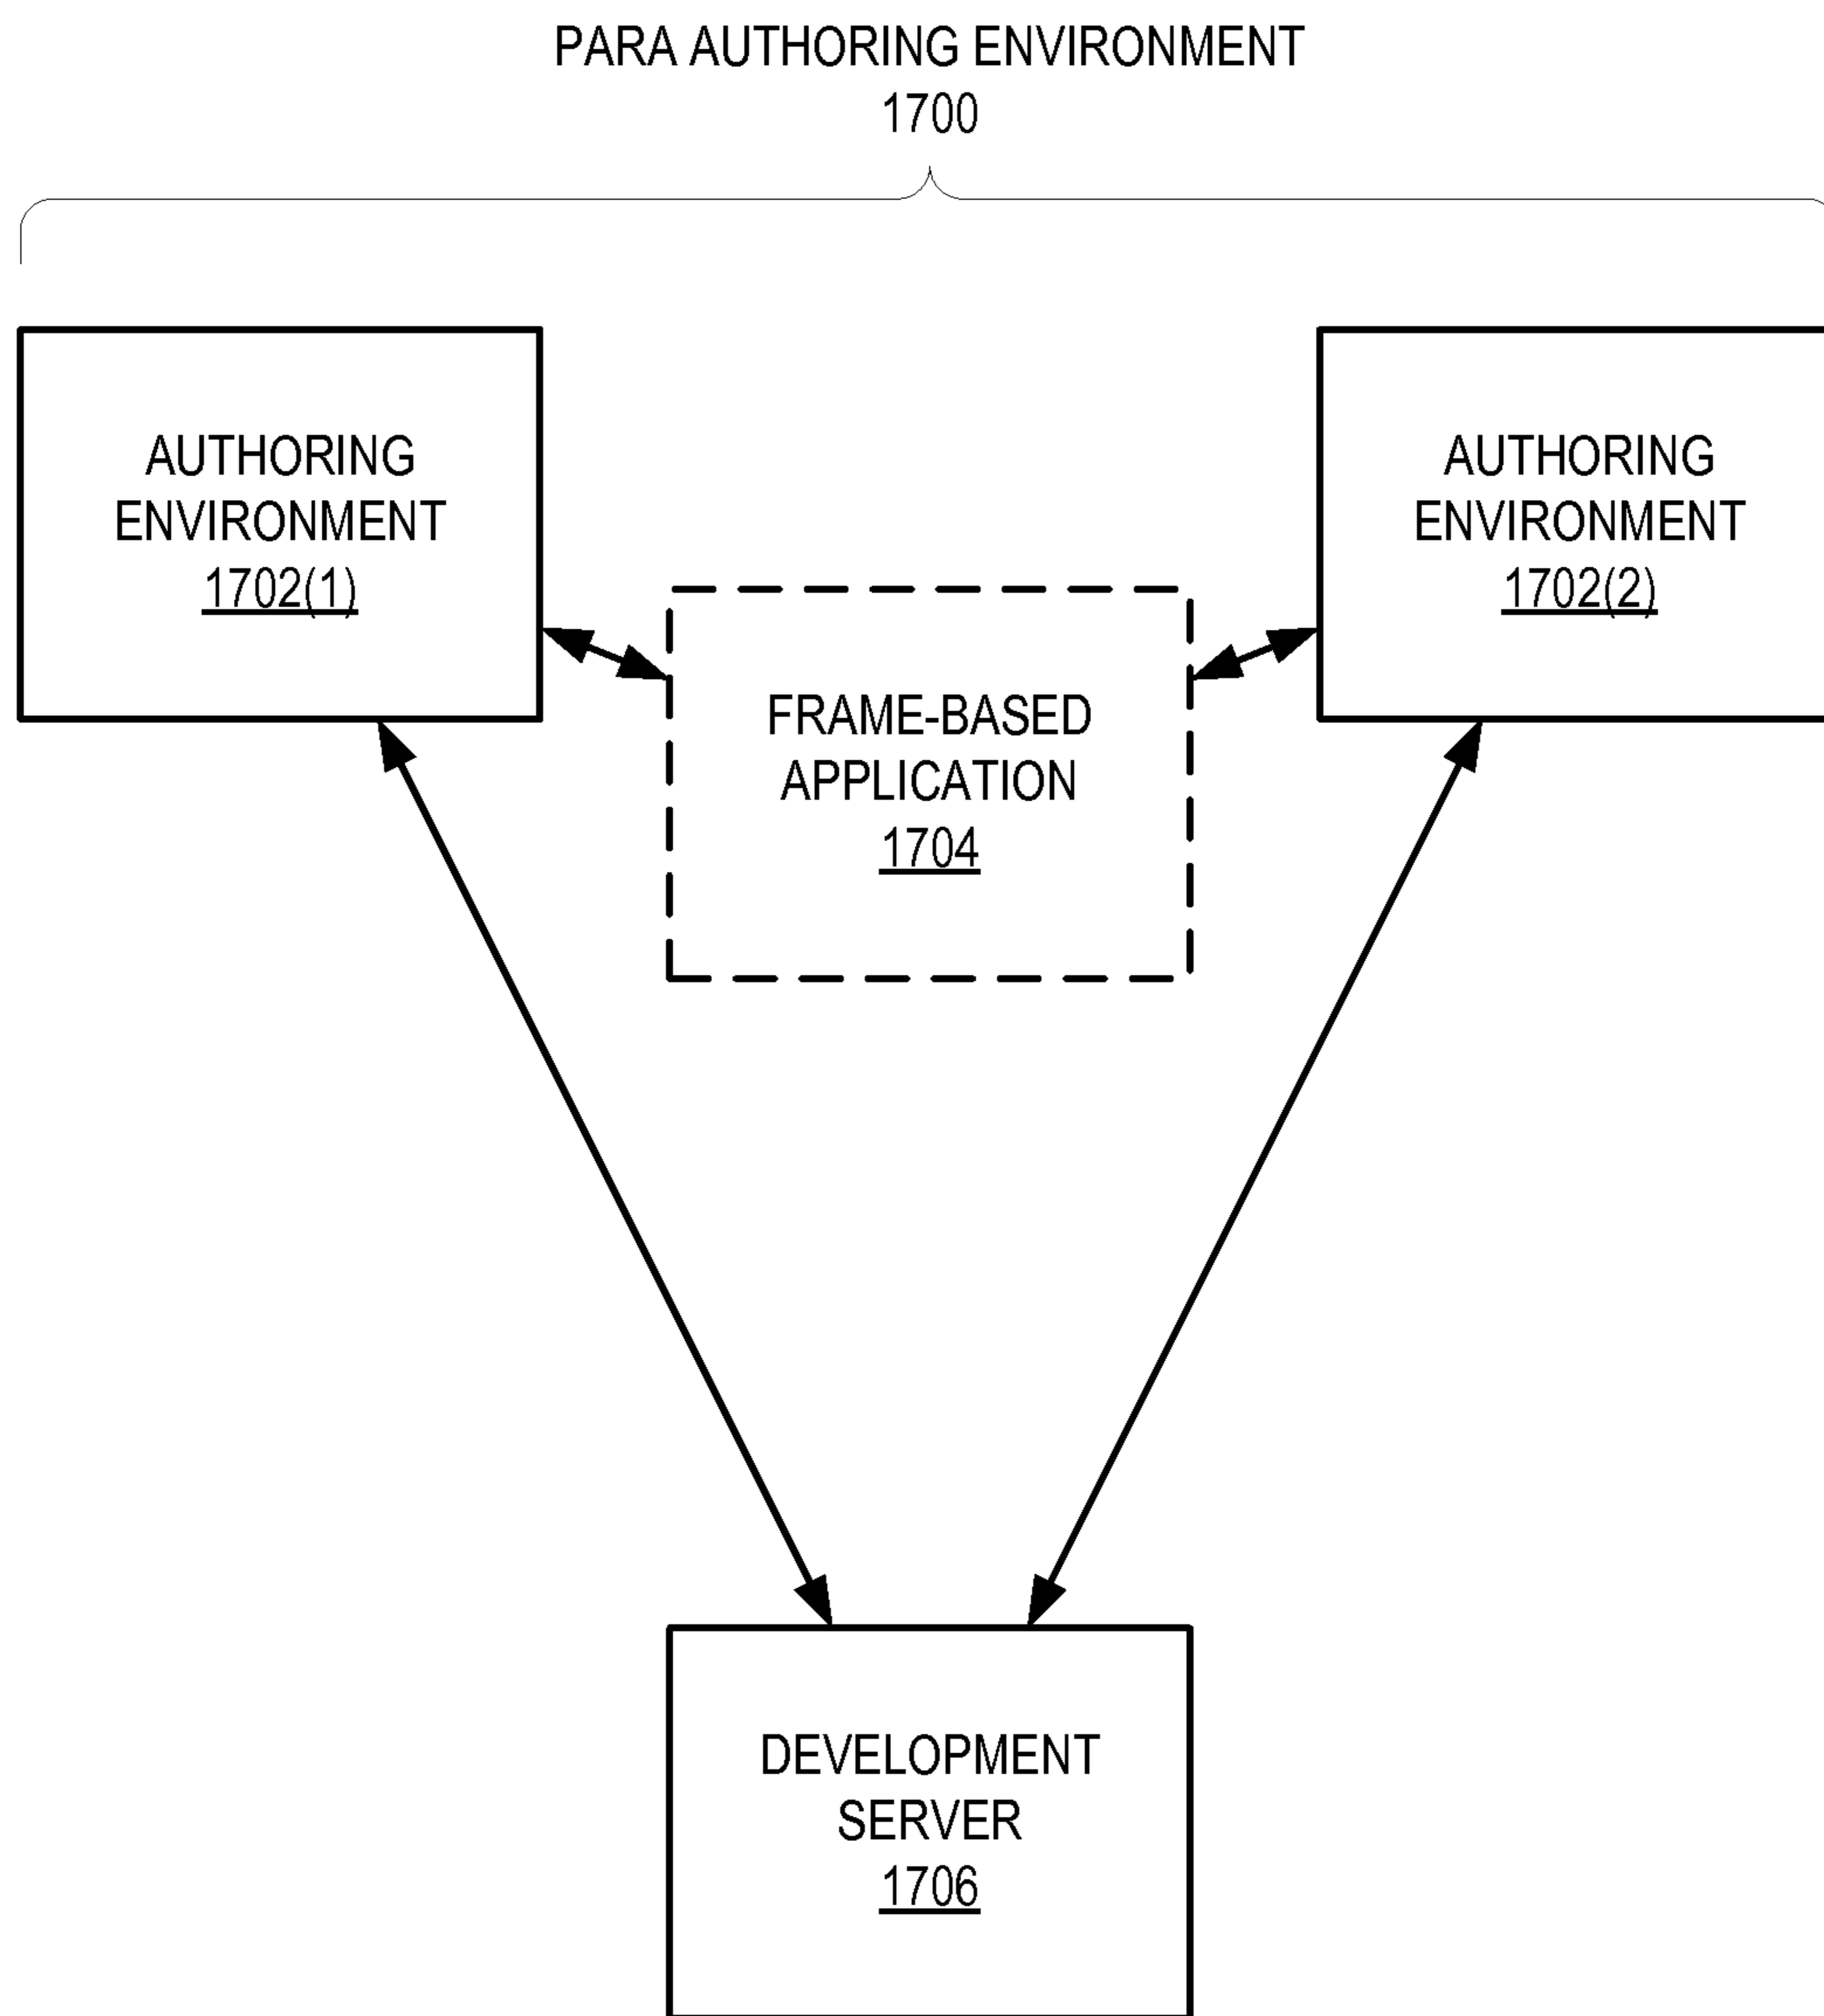 PARA AUTHORING ENVIRONMENT
1700
AUTHORING
ENVIRONMENT
1702(1)
AUTHORING
ENVIRONMENT
1702(2)
FRAME-BASED
APPLICATION
1704
DEVELOPMENT
SERVER
1706